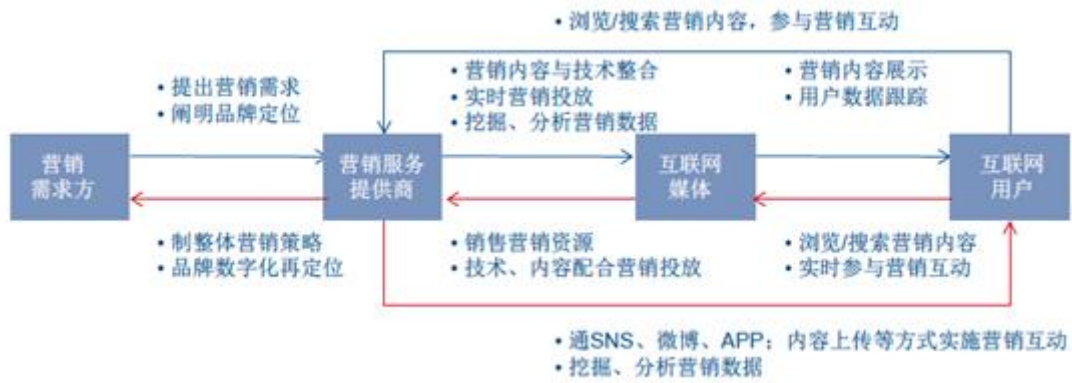 • 浏览/搜索营销内容，参与营销互动
• 提出营销需求
• 阐明品牌定位
• 营销内容与技术整合
• 实时营销投放
• 挖掘、分析营销数据
• 营销内容展示
• 用户数据跟踪
营销
需求方
营销服务
提供商
互联网
媒体
互联网
用户
• 制整体营销策略
• 品牌数字化再定位
• 销售营销资源
• 技术、内容配合营销投放
• 浏览/搜索营销内容
• 实时参与营销互动
• 通SNS、微博、APP；内容上传等方式实施营销互动
• 挖掘、分析营销数据